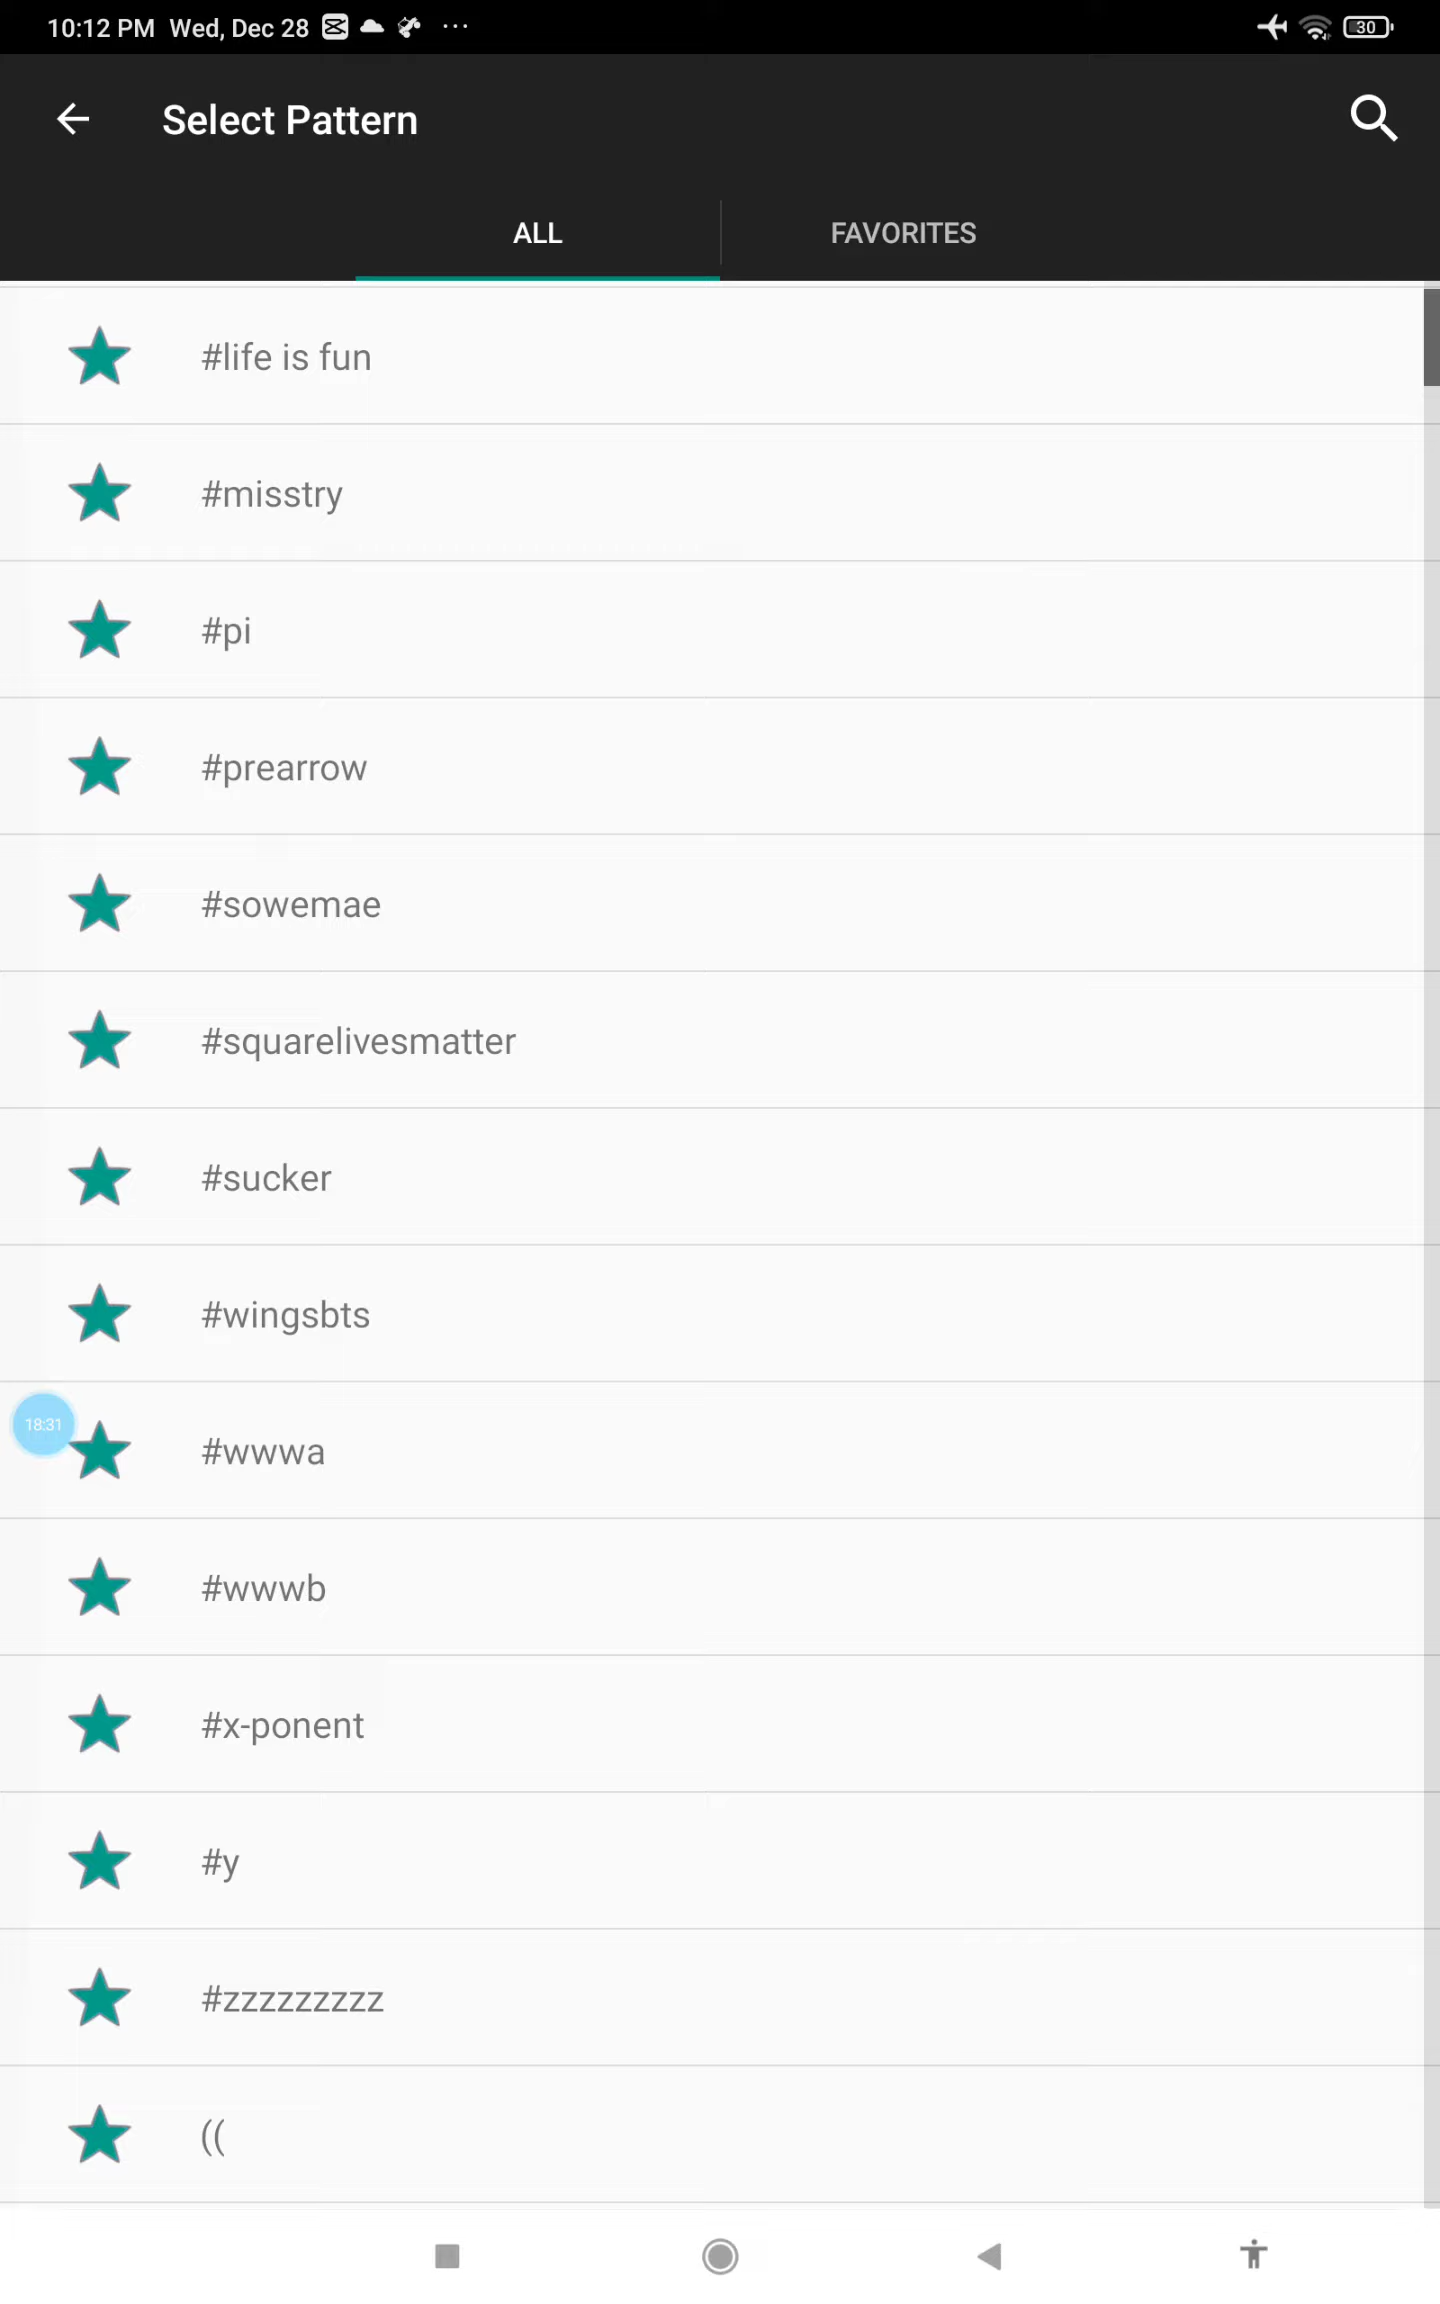 10:12 PM Wed, Dec 28 ... 30
Select Pattern
ALL FAVORITES
#life is fun
#misstry
#pi
#prearrow
#sowemae
#squarelivesmatter
#sucker
#wingsbts
18:31
#wwwa
#wwwb
#x-ponent
#y
#zzzzzzzzz
((